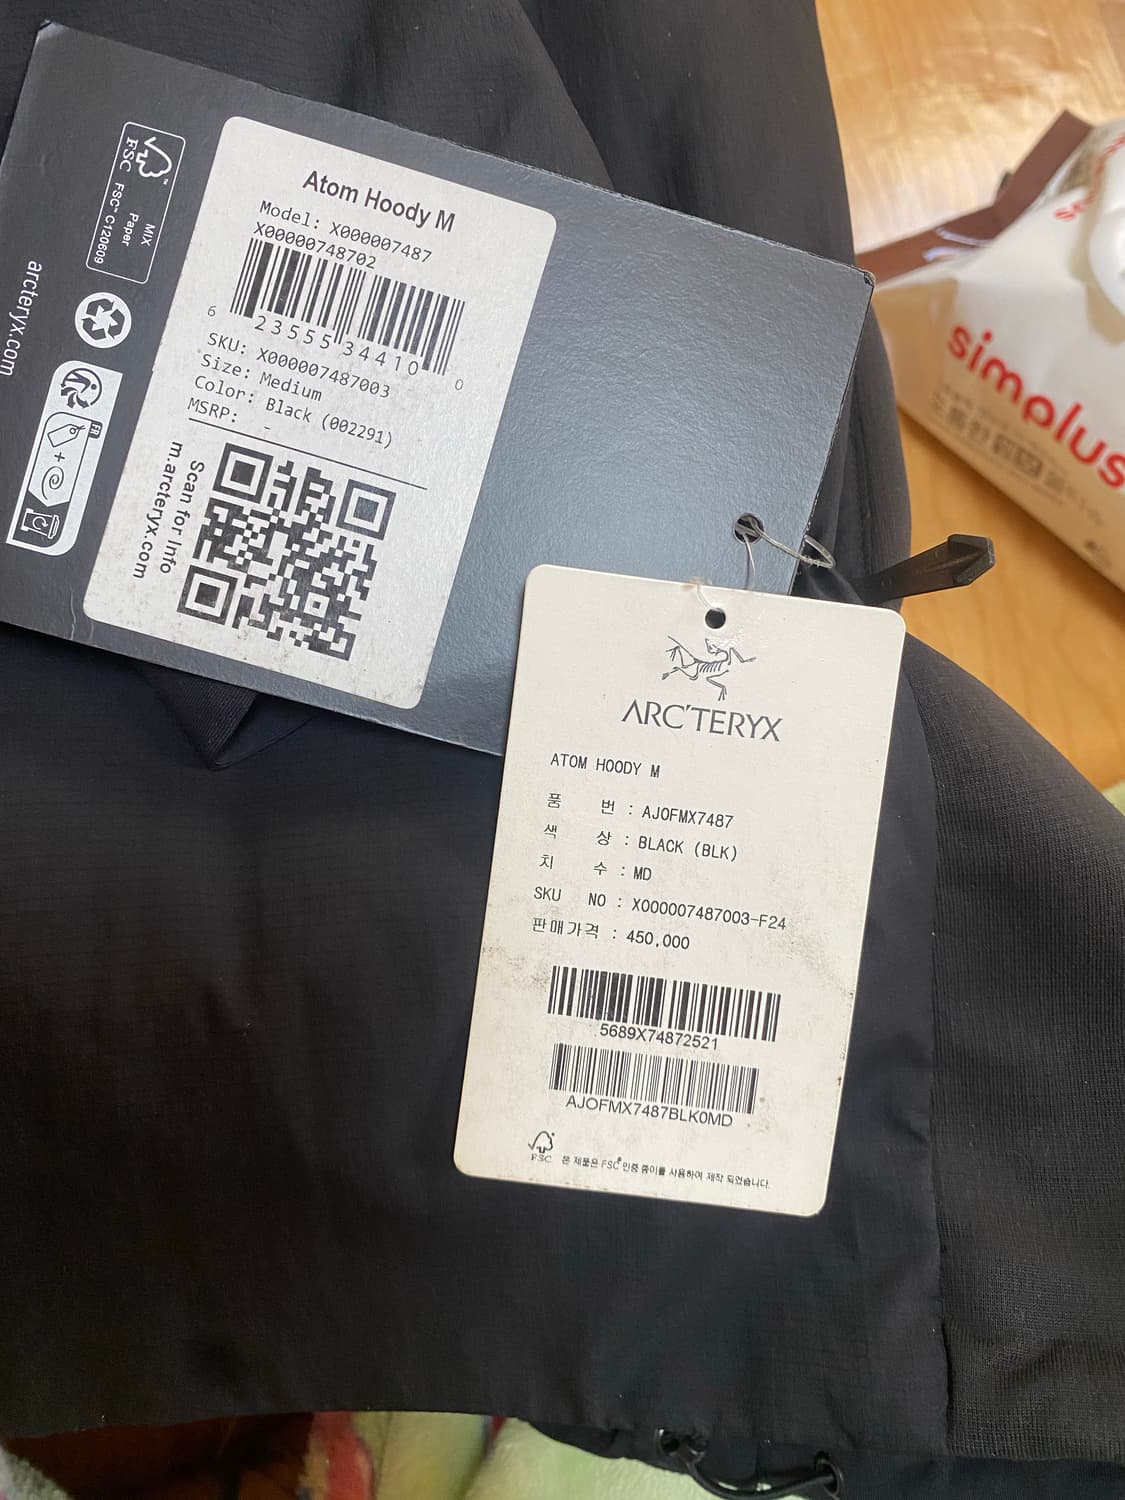 Atom Hoody M
Model: X000007487
X00000748702
6 23555 34410 0
SKU: X000007487003
Size: Medium
Color: Black (002291)
MSRP: -
Scan for Info
m.arcteryx.com
FSC
MIX
Paper
FSC™ C120609
arcteryx.com
FR
ARC'TERYX
ATOM HOODY M
품 번 : AJOFMX7487
색 상 : BLACK (BLK)
치 수 : MD
SKU NO : X000007487003-F24
판매가격 : 450,000
5689X74872521
AJOFMX7487BLK0MD
FSC® 본 제품은 FSC® 인증 종이를 사용하여 제작 되었습니다.
simplus